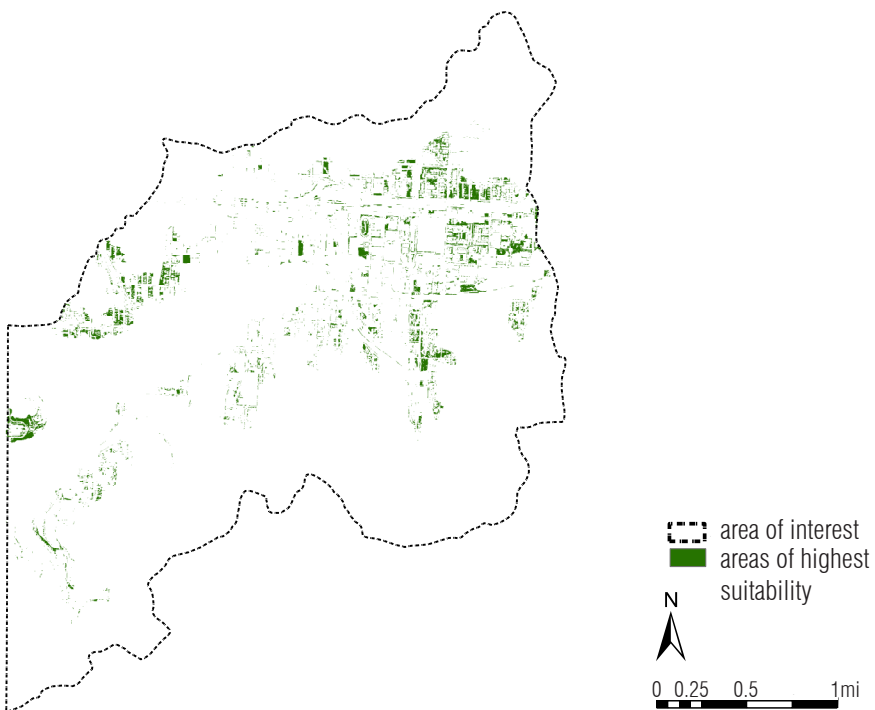 area of interest
areas of highest
suitability
N
0 0.25 0.5 1mi